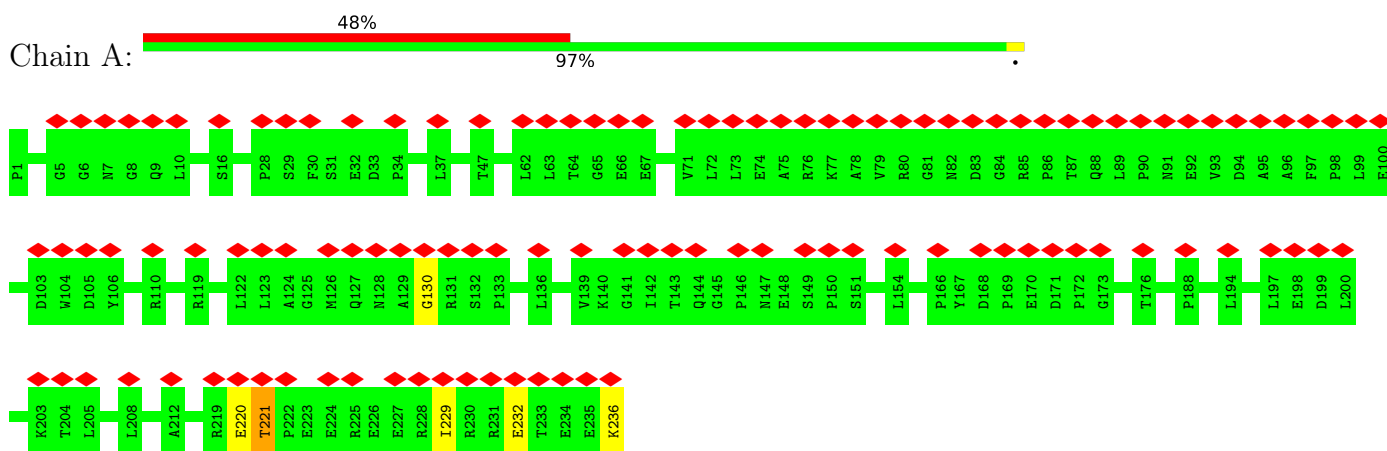 48%
Chain A:
97%
.
P1 G5 G6 N7 G8 Q9 L10 S16 P28 S29 F30 S31 E32 D33 P34 L37 T47 L62 L63 T64 G65 E66 E67 V71 L72 L73 E74 A75 R76 K77 A78 V79 R80 G81 N82 D83 G84 R85 P86 T87 Q88 L89 P90 N91 E92 V93 D94 A95 A96 F97 P98 L99 E100
D103 W104 D105 Y106 R110 R119 L122 L123 A124 G125 M126 Q127 N128 A129 G130 R131 S132 P133 L136 V139 K140 G141 I142 T143 Q144 G145 P146 N147 E148 S149 P150 S151 L154 P166 Y167 D168 P169 E170 D171 P172 G173 T176 P188 L194 L197 E198 D199 L200
K203 T204 L205 L208 A212 R219 E220 T221 P222 E223 E224 R225 E226 E227 R228 I229 R230 R231 E232 T233 E234 E235 K236